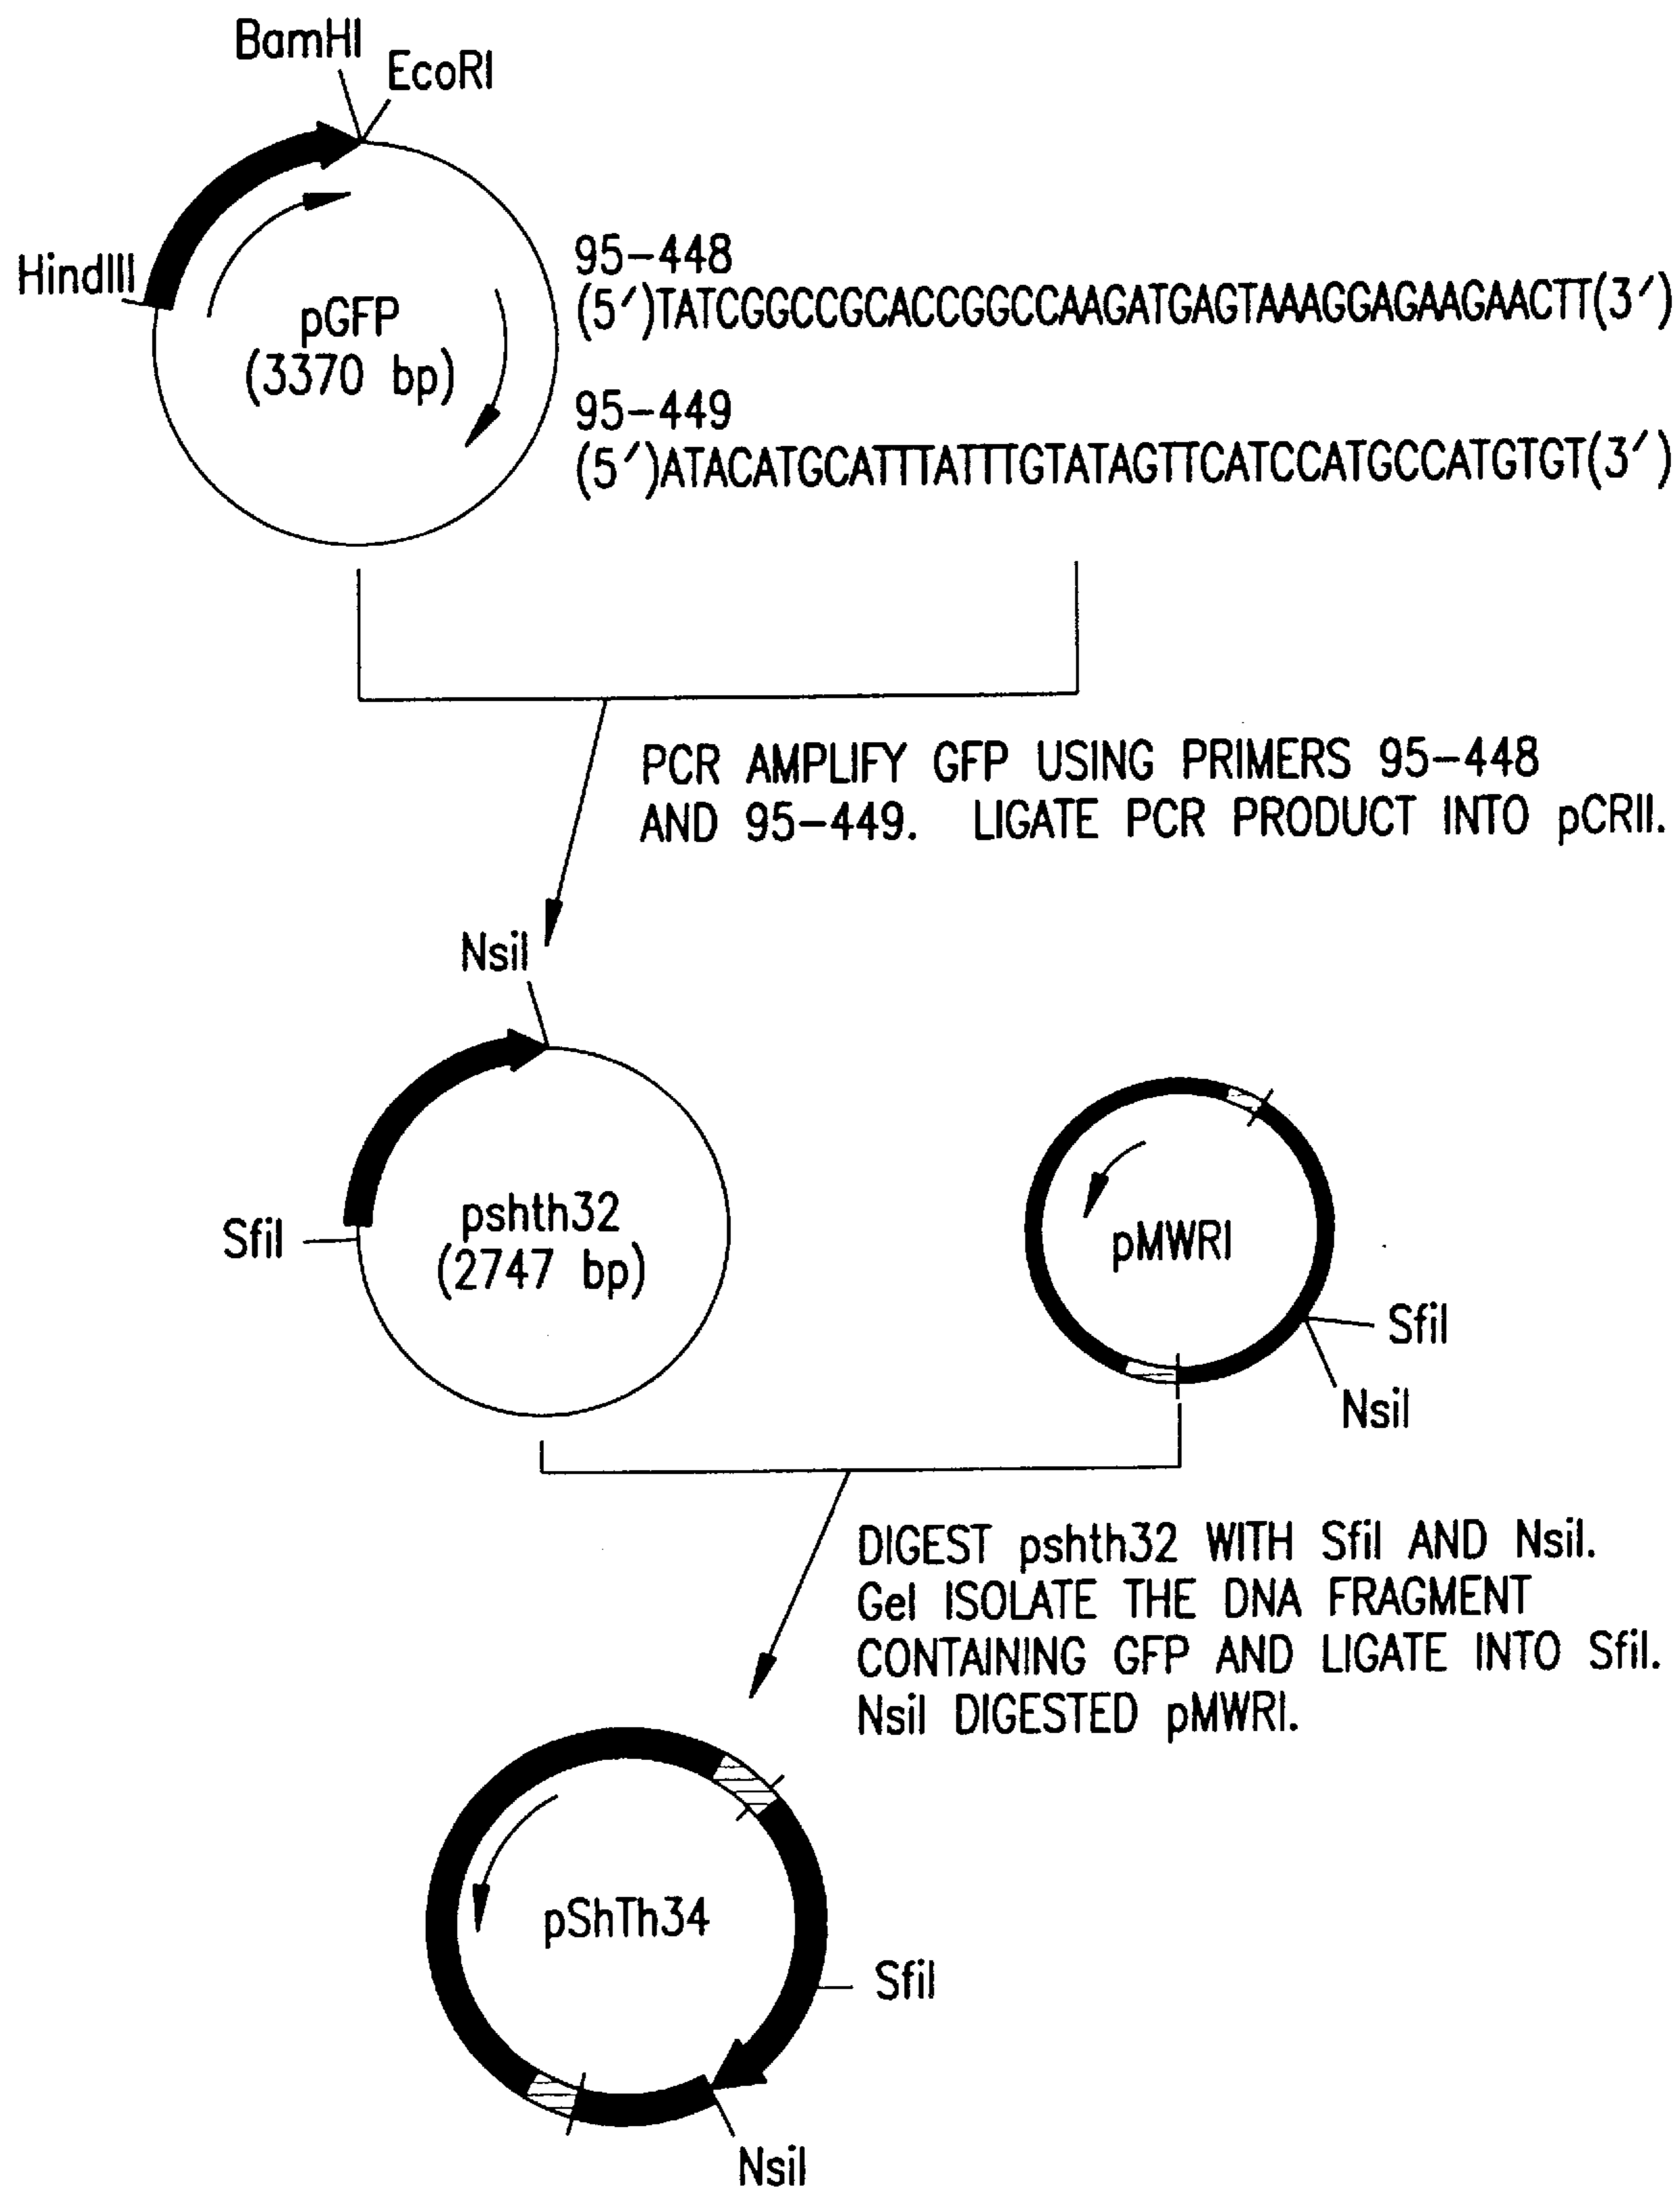 BamHI
EcoRI
HindIII
pGFP
(3370 bp)
95-448
(5′)TATCGGCCGCACCGGCCAAGATGAGTAAAGGAGAAGAACTT(3′)
95-449
(5′)ATACATGCATTTATTTGTATAGTTCATCCATGCCATGTGT(3′)
PCR AMPLIFY GFP USING PRIMERS 95-448
AND 95-449. LIGATE PCR PRODUCT INTO pCRII.
NsiI
SfiI
pshth32
(2747 bp)
pMWRI
SfiI
NsiI
DIGEST pshth32 WITH SfiI AND NsiI.
Gel ISOLATE THE DNA FRAGMENT
CONTAINING GFP AND LIGATE INTO SfiI.
NsiI DIGESTED pMWRI.
pShTh34
SfiI
NsiI